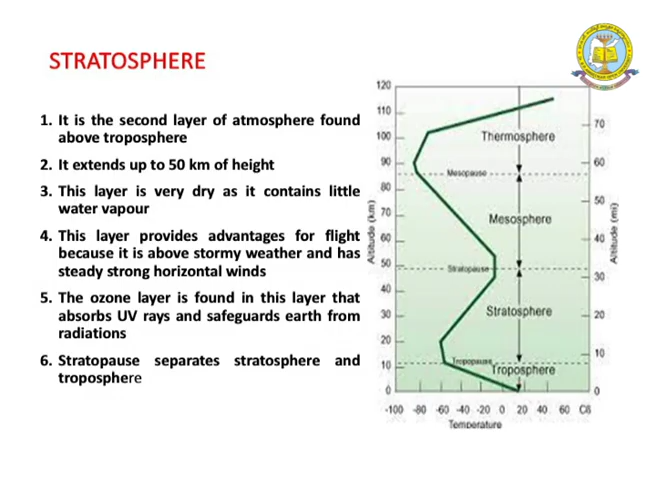 STRATOSPHERE
1. It is the second layer of atmosphere found
above troposphere
2. It extends up to 50 km of height
3. This layer is very dry as it contains little
water vapour
4. This layer provides advantages for flight
because it is above stormy weather and has
steady strong horizontal winds
5. The ozone layer is found in this layer that
absorbs UV rays and safeguards earth from
radiations
6. Stratopause separates stratosphere and
troposphere
120
110
100
90
80
70
60
50
40
30
20
10
0
Altitude (km)
Thermosphere
Mesopause
Mesosphere
Stratopause
Stratosphere
Tropopause
Troposphere
70
60
50
40
30
20
10
0
Altitude (mi)
-100 -80 -60 -40 -20 0 20 40 60
Temperature